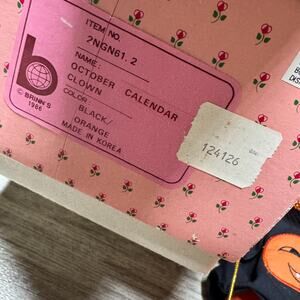 ITEM NO.
2NGN61.2
NAME:
OCTOBER CALENDAR
CLOWN
COLOR:
BLACK/
ORANGE
MADE IN KOREA
b
© BRINN'S
1986
124126